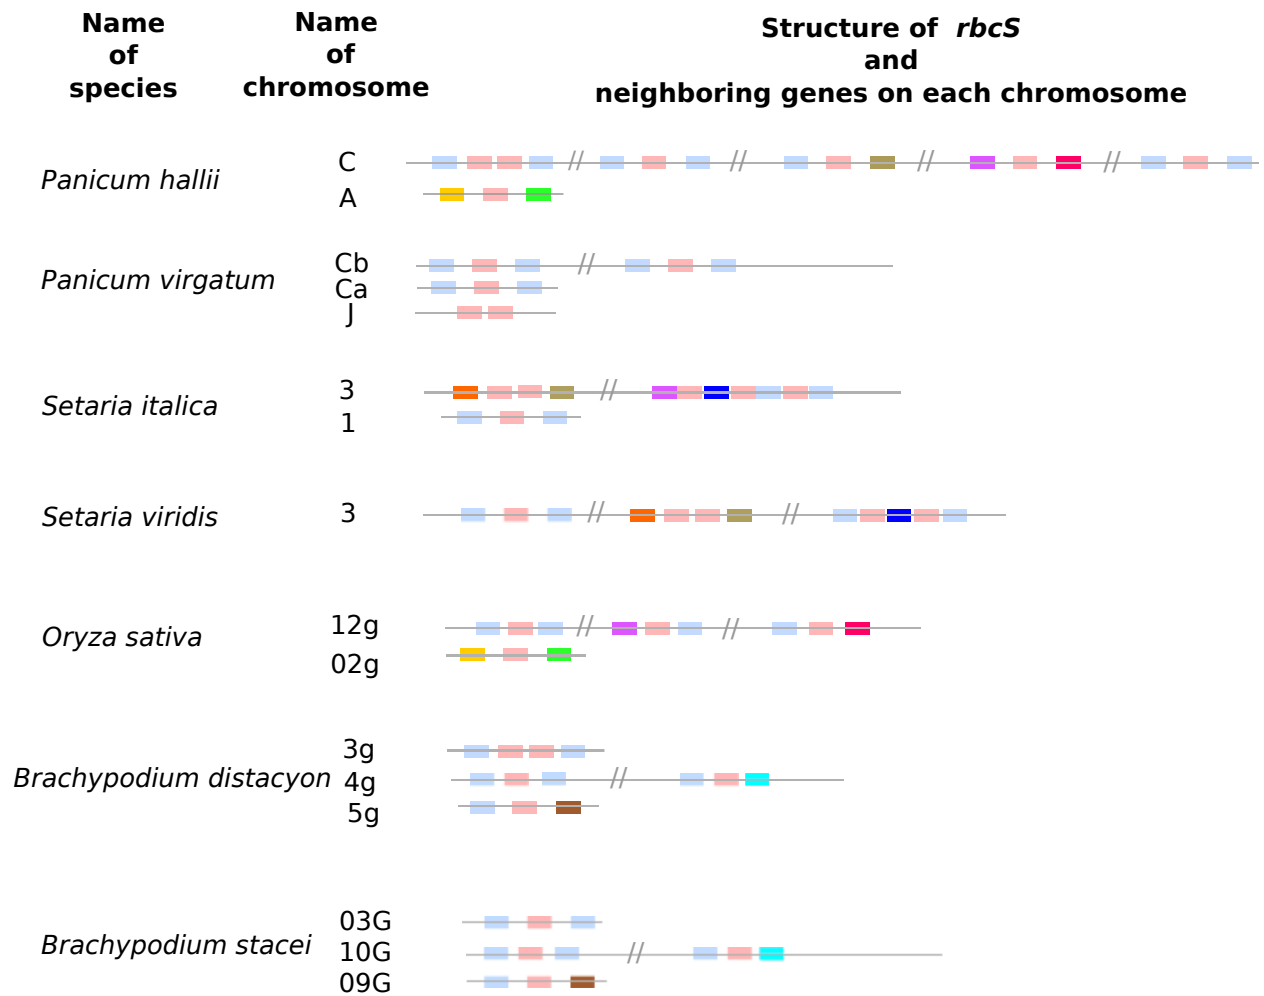 Name
of
species
Name
of
chromosome
Structure of rbcS
and
neighboring genes on each chromosome
Panicum hallii
C
A
Panicum virgatum
Cb
Ca
J
Setaria italica
3
1
Setaria viridis
3
Oryza sativa
12g
02g
Brachypodium distacyon
3g
4g
5g
Brachypodium stacei
03G
10G
09G